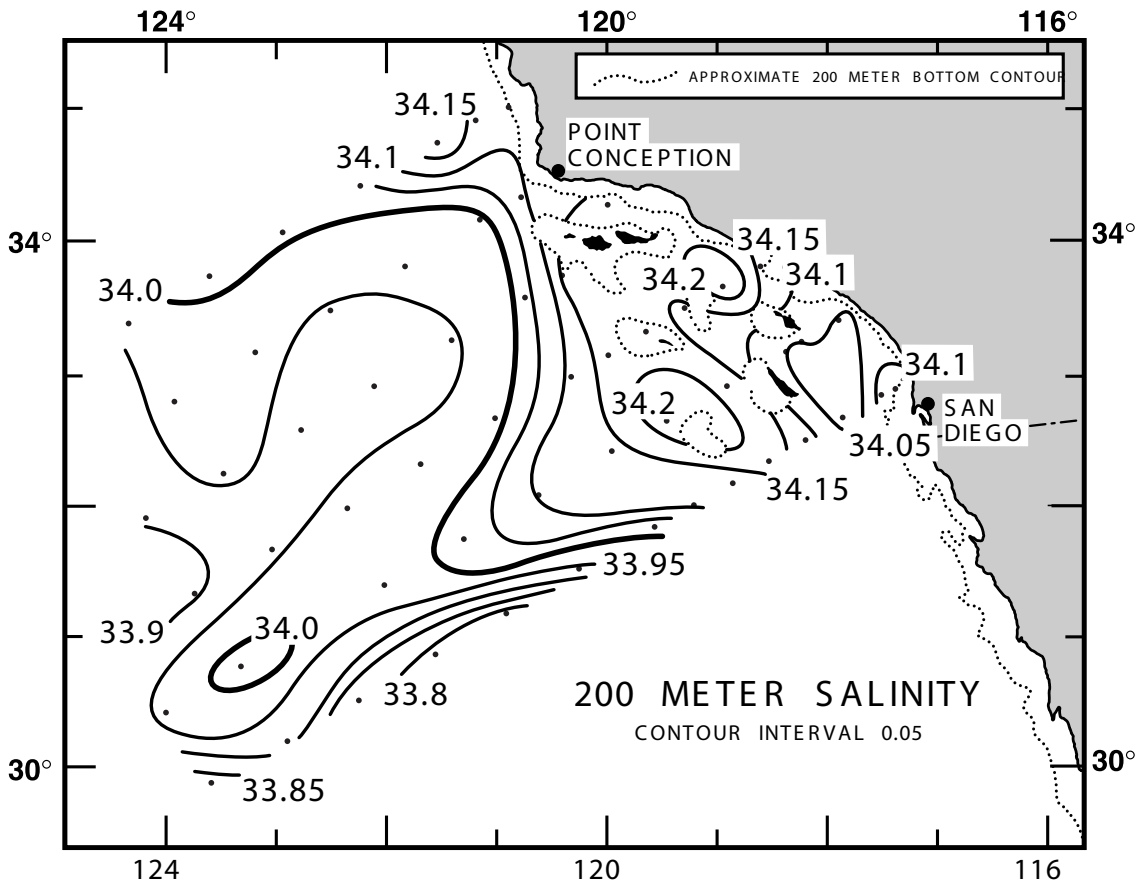 124° 120° 116°
APPROXIMATE 200 METER BOTTOM CONTOUR
34.15
POINT
CONCEPTION
34.1
34° 34°
34.15
34.2 34.1
34.0
34.1
34.2
SAN
DIEGO
34.05
34.15
33.95
33.9 34.0
33.8
200 METER SALINITY
CONTOUR INTERVAL 0.05
30° 30°
33.85
124 120 116